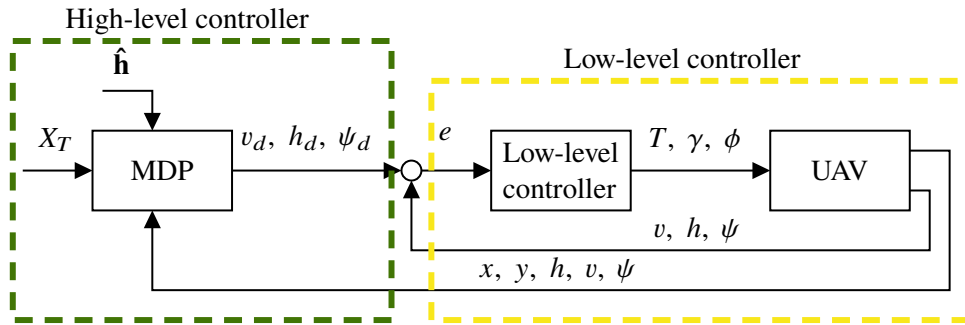 High-level controller
Low-level controller
𝐡̂
X_T
MDP
v_d, h_d, ψ_d
e
Low-level
controller
T, γ, ϕ
UAV
v, h, ψ
x, y, h, v, ψ